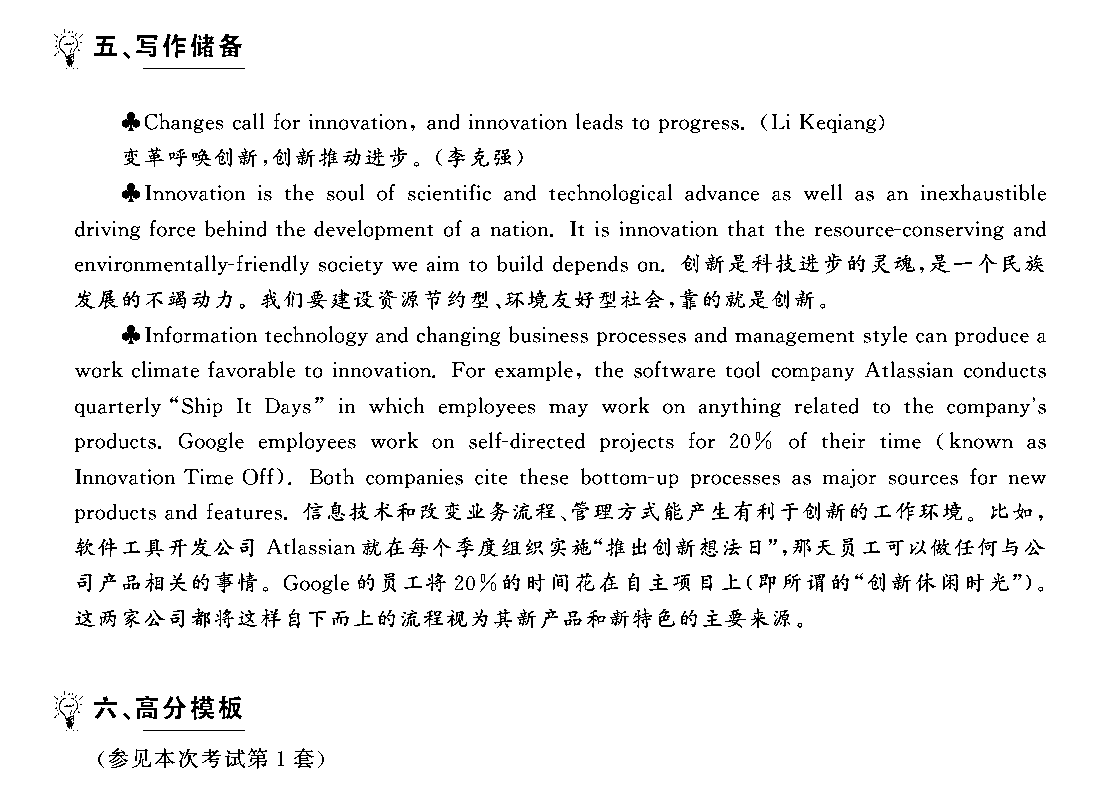 五、写作储备
♣Changes call for innovation, and innovation leads to progress. (Li Keqiang)
变革呼唤创新,创新推动进步。(李克强)
♣Innovation is the soul of scientific and technological advance as well as an inexhaustible
driving force behind the development of a nation. It is innovation that the resource-conserving and
environmentally-friendly society we aim to build depends on. 创新是科技进步的灵魂,是一个民族
发展的不竭动力。我们要建设资源节约型、环境友好型社会,靠的就是创新。
♣Information technology and changing business processes and management style can produce a
work climate favorable to innovation. For example, the software tool company Atlassian conducts
quarterly “Ship It Days” in which employees may work on anything related to the company's
products. Google employees work on self-directed projects for 20% of their time (known as
Innovation Time Off). Both companies cite these bottom-up processes as major sources for new
products and features. 信息技术和改变业务流程、管理方式能产生有利于创新的工作环境。比如,
软件工具开发公司 Atlassian 就在每个季度组织实施“推出创新想法日”,那天员工可以做任何与公
司产品相关的事情。Google 的员工将 20%的时间花在自主项目上(即所谓的“创新休闲时光”)。
这两家公司都将这样自下而上的流程视为其新产品和新特色的主要来源。
六、高分模板
(参见本次考试第 1 套)